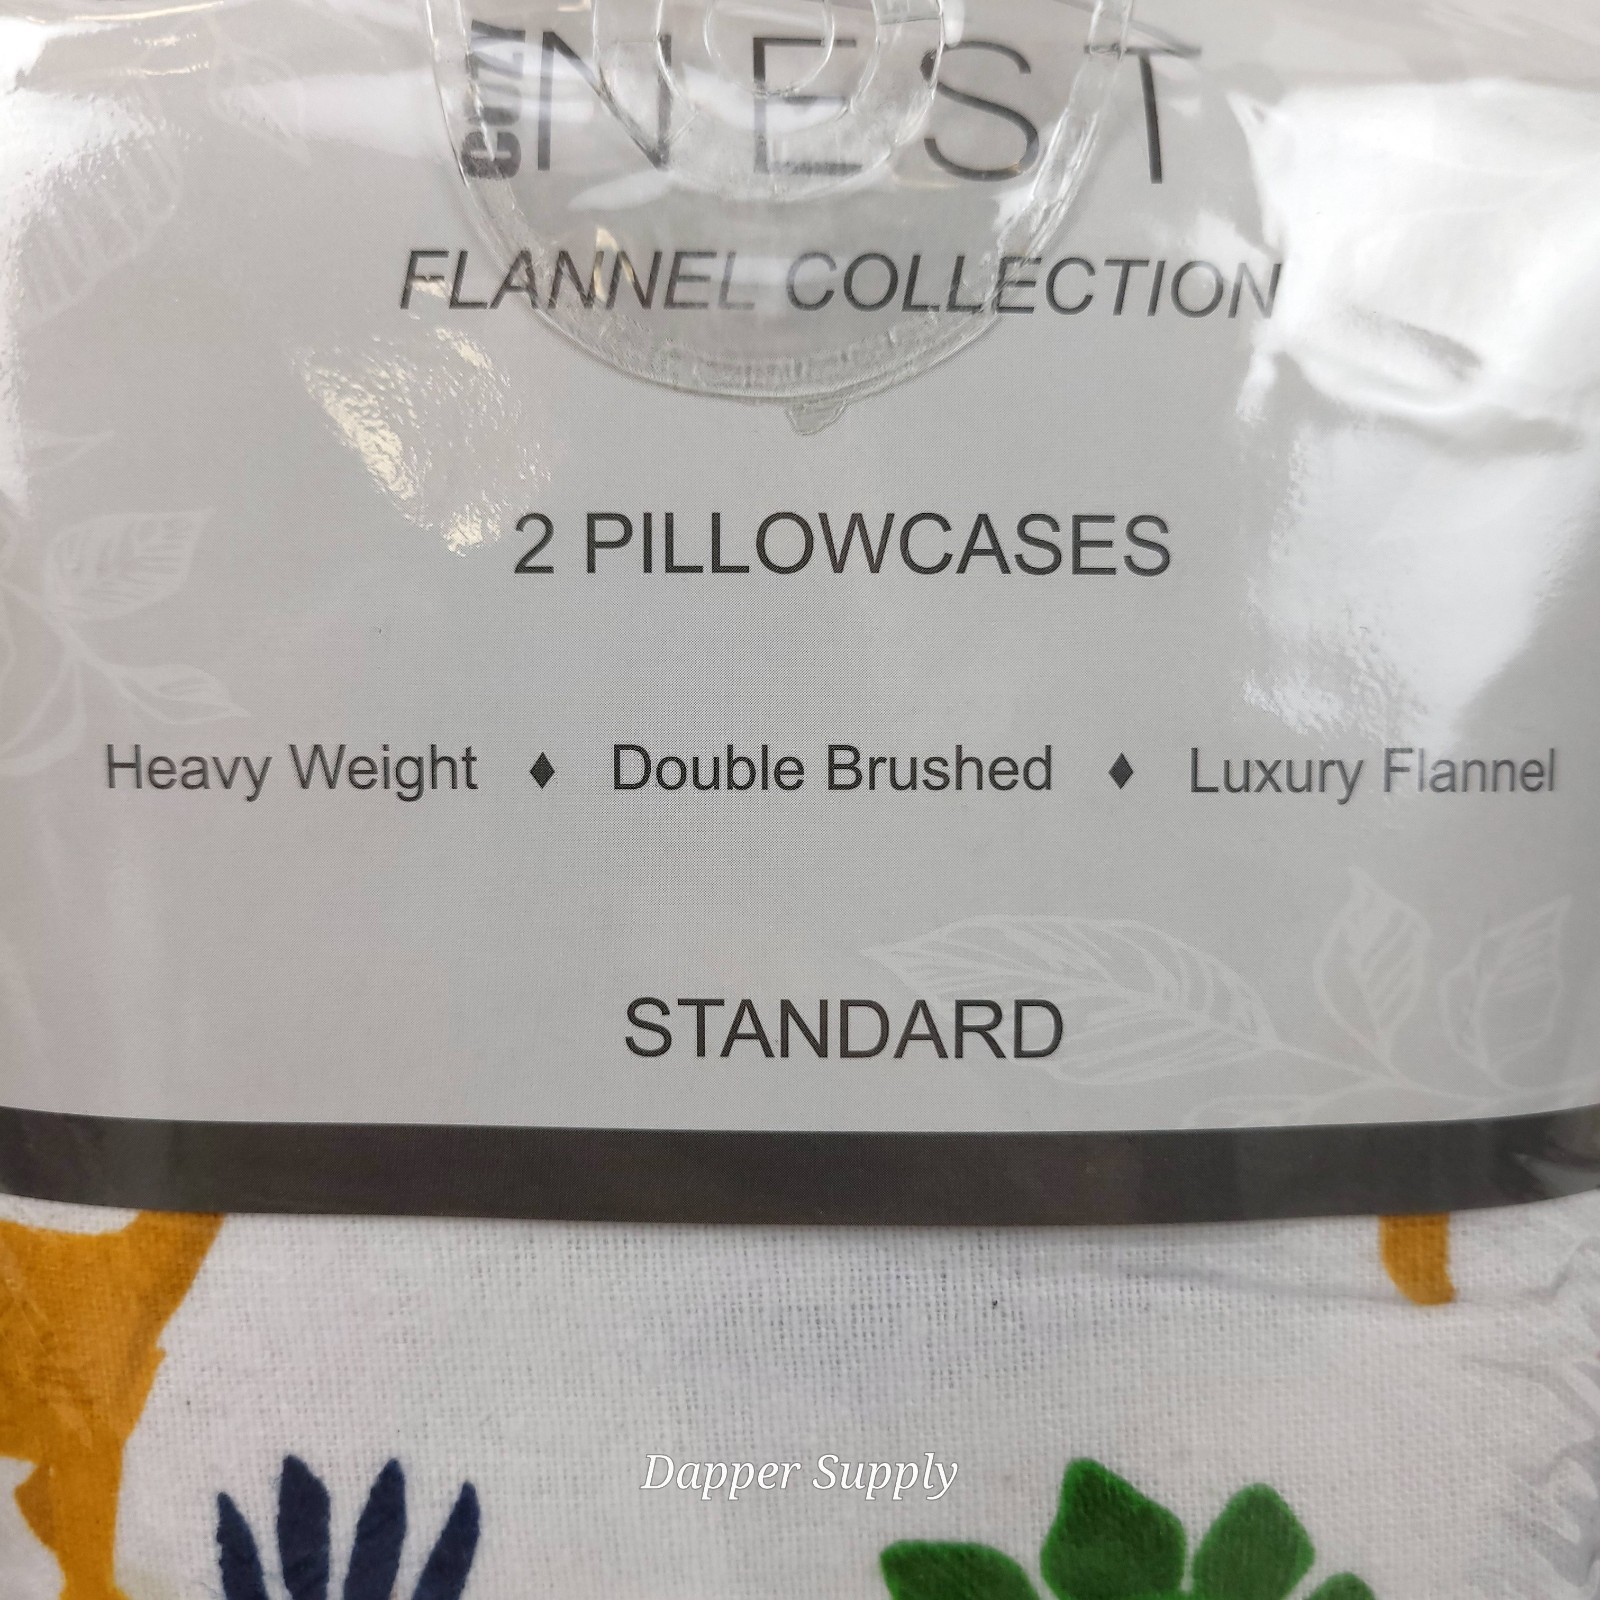 COZY NEST
FLANNEL COLLECTION
2 PILLOWCASES
Heavy Weight ♦ Double Brushed ♦ Luxury Flannel
STANDARD
Dapper Supply